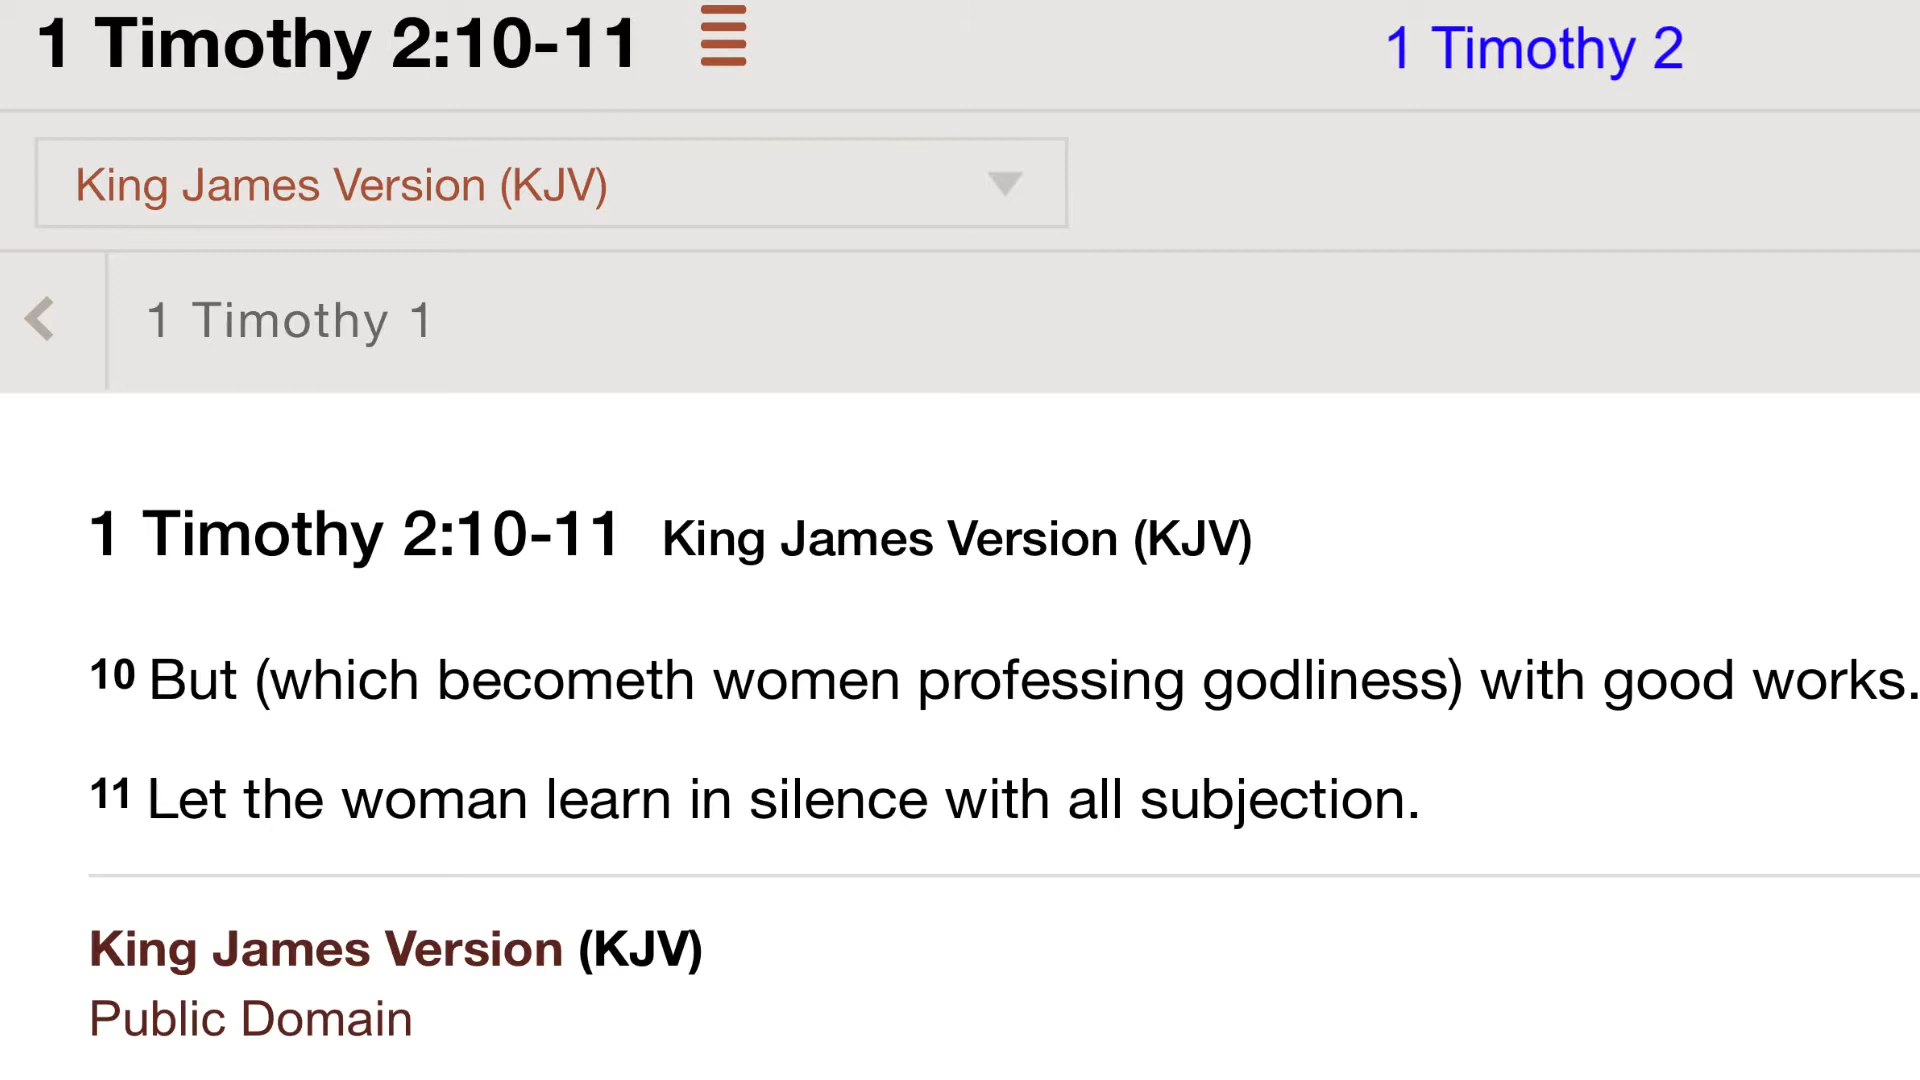 1 Timothy 2:10-11
1 Timothy 2
King James Version (KJV)
1 Timothy 1
1 Timothy 2:10-11 King James Version (KJV)
10 But (which becometh women professing godliness) with good works.
11 Let the woman learn in silence with all subjection.
King James Version (KJV)
Public Domain